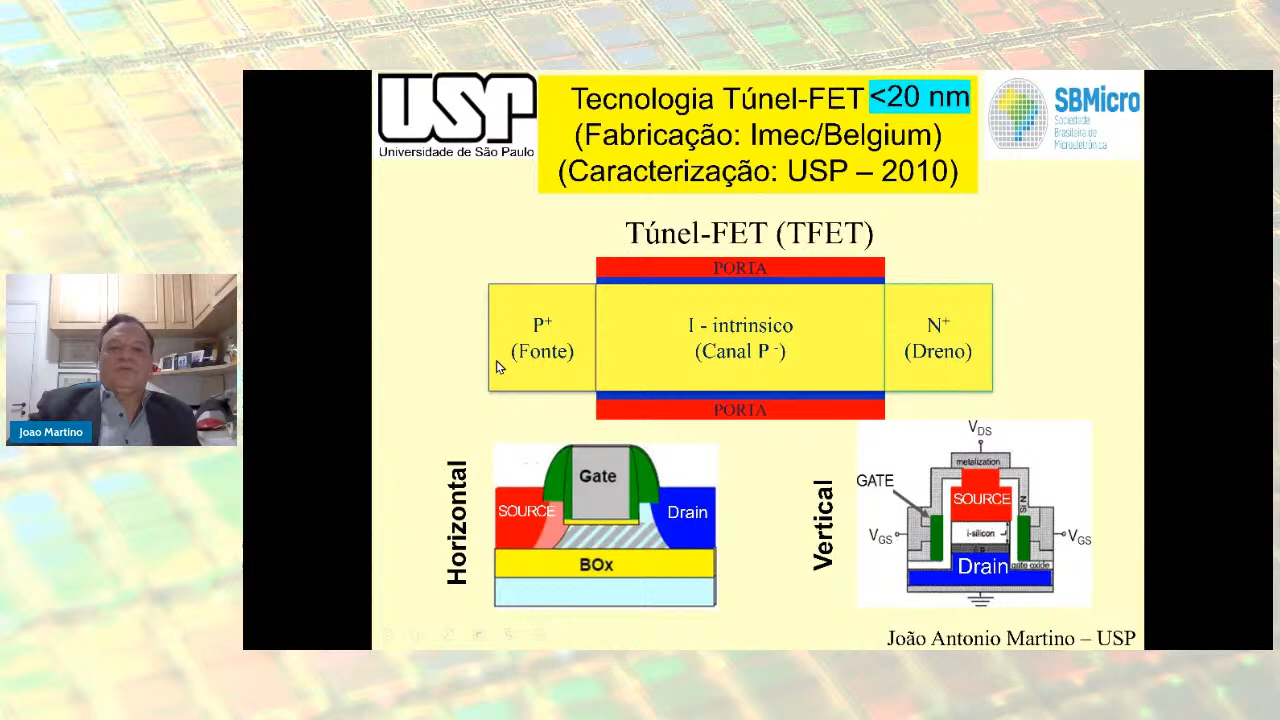 USP
Universidade de São Paulo
Tecnologia Túnel-FET <20 nm
(Fabricação: Imec/Belgium)
(Caracterização: USP – 2010)
SBMicro
Sociedade
Brasileira de
Microeletrônica
Túnel-FET (TFET)
PORTA
P+
(Fonte)
I - intrinsico
(Canal P -)
N+
(Dreno)
PORTA
Joao Martino
Horizontal
Gate
SOURCE
Drain
BOx
Vertical
VDS
metalization
GATE
SOURCE
VGS
i-silicon
VGS
Drain
gate oxide
João Antonio Martino – USP